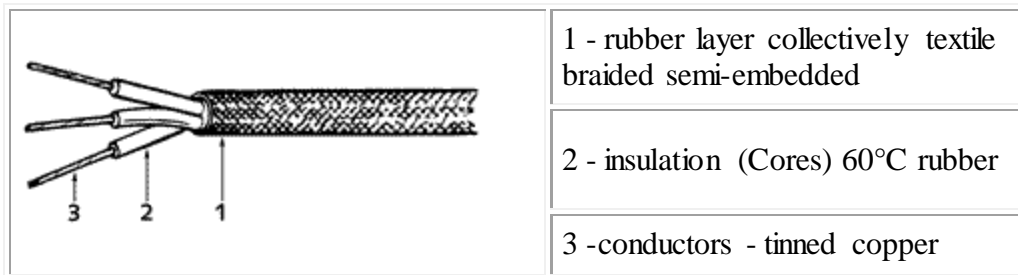 1 - rubber layer collectively textile
braided semi-embedded
2 - insulation (Cores) 60°C rubber
3 -conductors - tinned copper
3 2 1